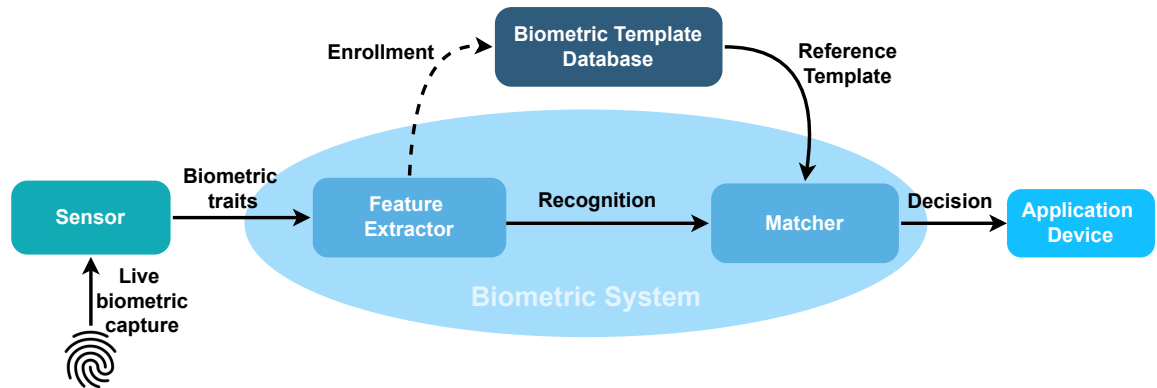 Enrollment
Biometric Template
Database
Reference
Template
Biometric
traits
Sensor
Feature
Extractor
Recognition
Matcher
Decision
Application
Device
Live
biometric
capture
Biometric System